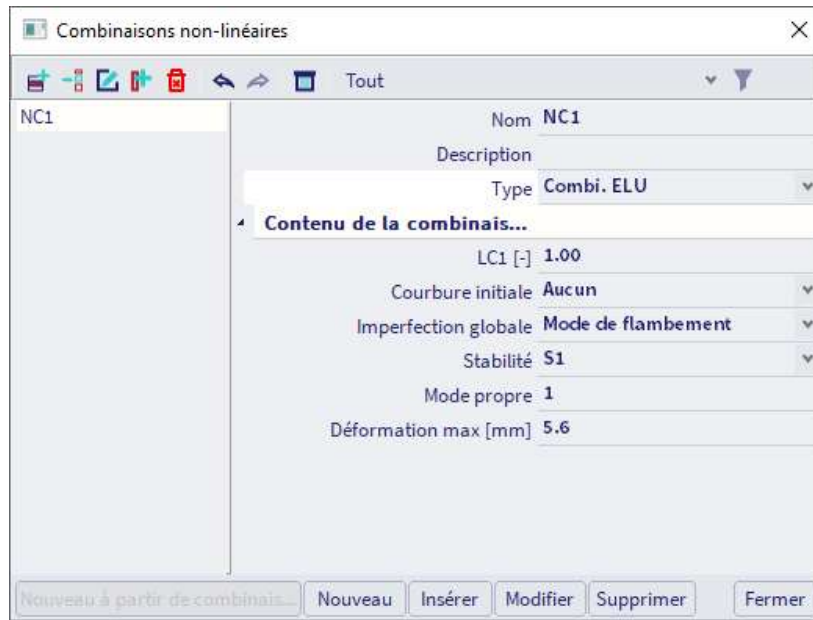 Combinaisons non-linéaires
Tout
NC1
Nom NC1
Description
Type Combi. ELU
Contenu de la combinais...
LC1 [-] 1.00
Courbure initiale Aucun
Imperfection globale Mode de flambement
Stabilité S1
Mode propre 1
Déformation max [mm] 5.6
Nouveau à partir de combinais... Nouveau Insérer Modifier Supprimer Fermer